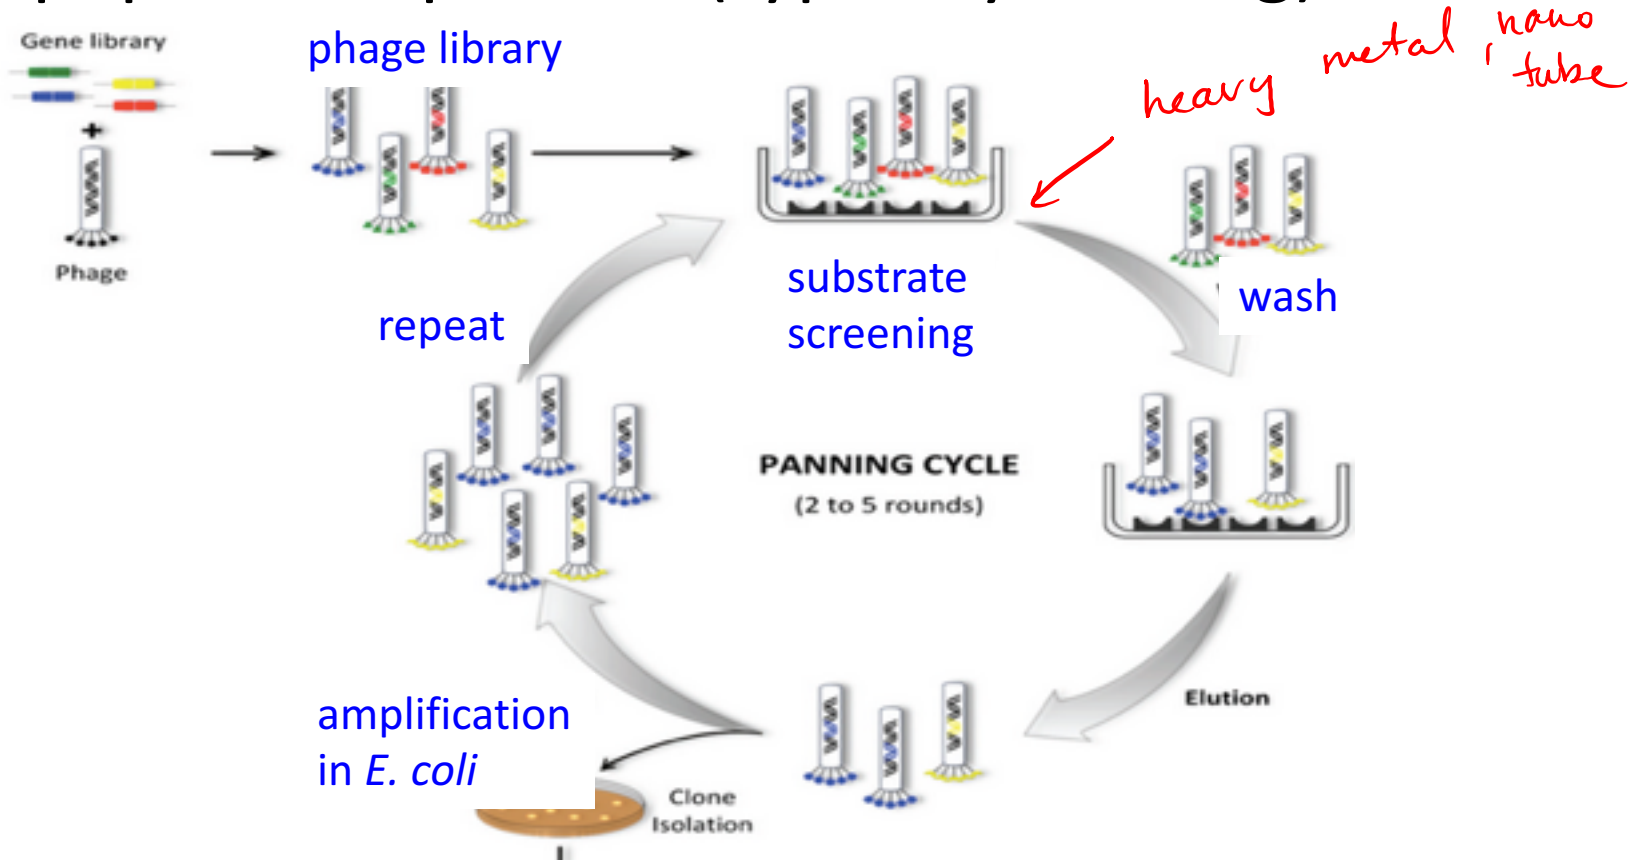 Gene library
+
Phage
phage library
heavy metal, nano
tube
substrate
screening
wash
repeat
PANNING CYCLE
(2 to 5 rounds)
Elution
amplification
in E. coli
Clone
Isolation